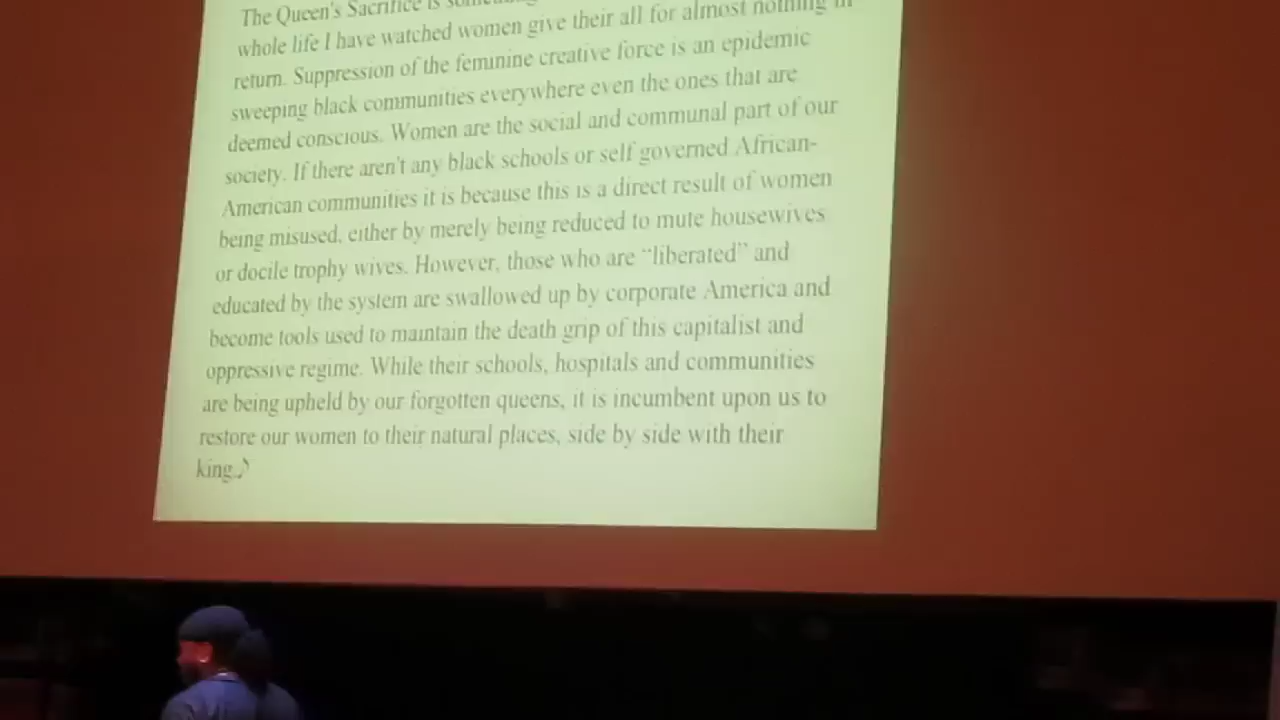 The Queen's Sacrifice is
whole life I have watched women give their all for almost nothing in
return. Suppression of the feminine creative force is an epidemic
sweeping black communities everywhere even the ones that are
deemed conscious. Women are the social and communal part of our
society. If there aren't any black schools or self governed African-
American communities it is because this is a direct result of women
being misused, either by merely being reduced to mute housewives
or docile trophy wives. However, those who are “liberated” and
educated by the system are swallowed up by corporate America and
become tools used to maintain the death grip of this capitalist and
oppressive regime. While their schools, hospitals and communities
are being upheld by our forgotten queens, it is incumbent upon us to
restore our women to their natural places, side by side with their
king.